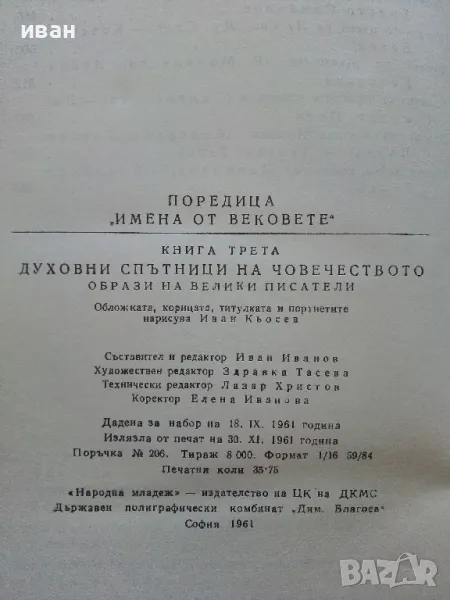 иван
ПОРЕДИЦА
„ИМЕНА ОТ ВЕКОВЕТЕ“
КНИГА ТРЕТА
ДУХОВНИ СПЪТНИЦИ НА ЧОВЕЧЕСТВОТО
ОБРАЗИ НА ВЕЛИКИ ПИСАТЕЛИ
Обложката, корицата, титулката и портретите
нарисува Иван Кьосев
Съставител и редактор Иван Иванов
Художествен редактор Здравка Тасева
Технически редактор Лазар Христов
Коректор Елена Иванова
Дадена за набор на 18. IX. 1961 година
Излязла от печат на 30. XI. 1961 година
Поръчка № 206. Тираж 8 000. Формат 1/16 59/84
Печатни коли 35·75
«Народна младеж» — издателство на ЦК на ДКМС
Държавен полиграфически комбинат „Дим. Благоев“
София 1961
BAZAR.BG